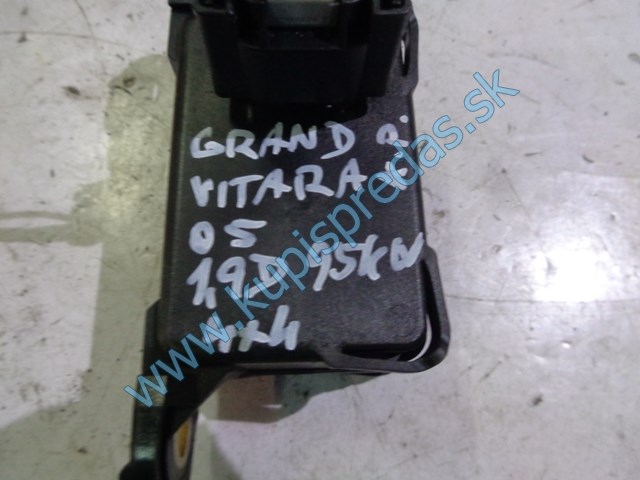 GRAND
VITARA
05
1,9D 95kW
4x4
www.kupispredas.sk